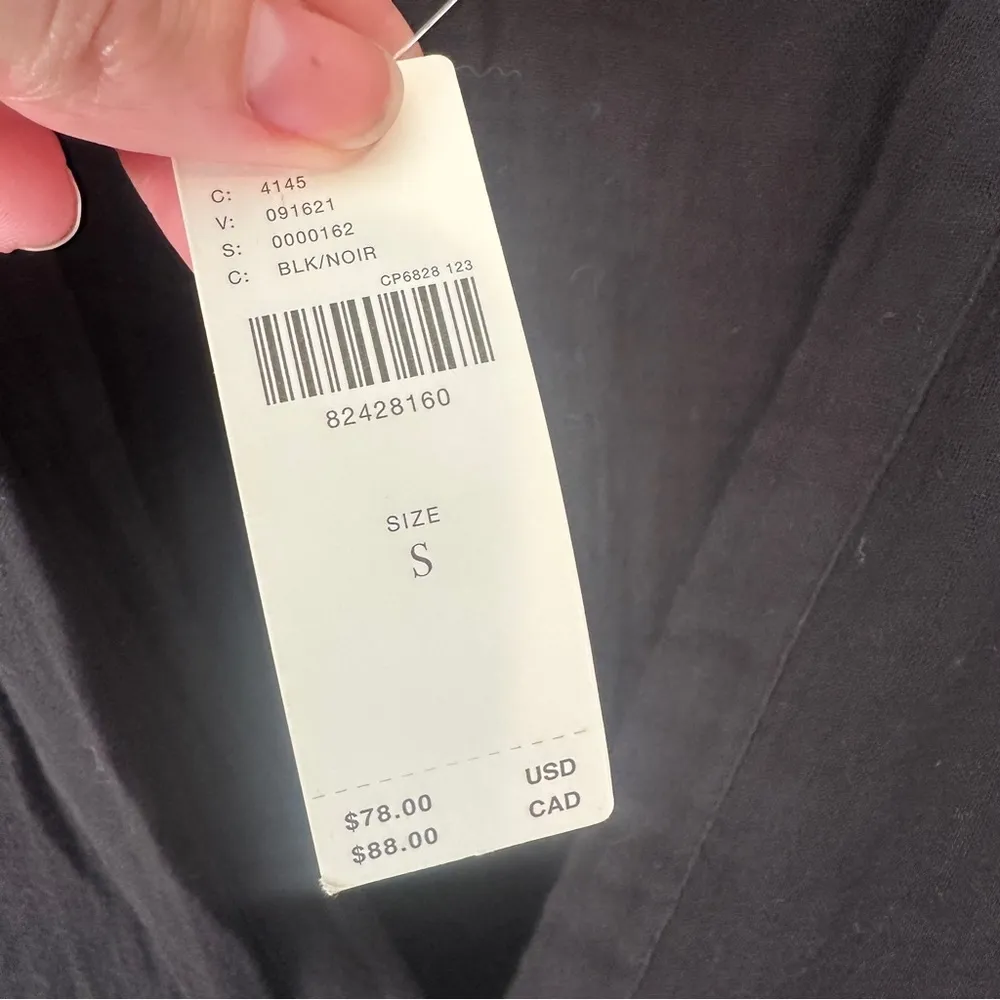 C: 4145
V: 091621
S: 0000162
C: BLK/NOIR
CP6828 123
82428160
SIZE
S
$78.00 USD
$88.00 CAD